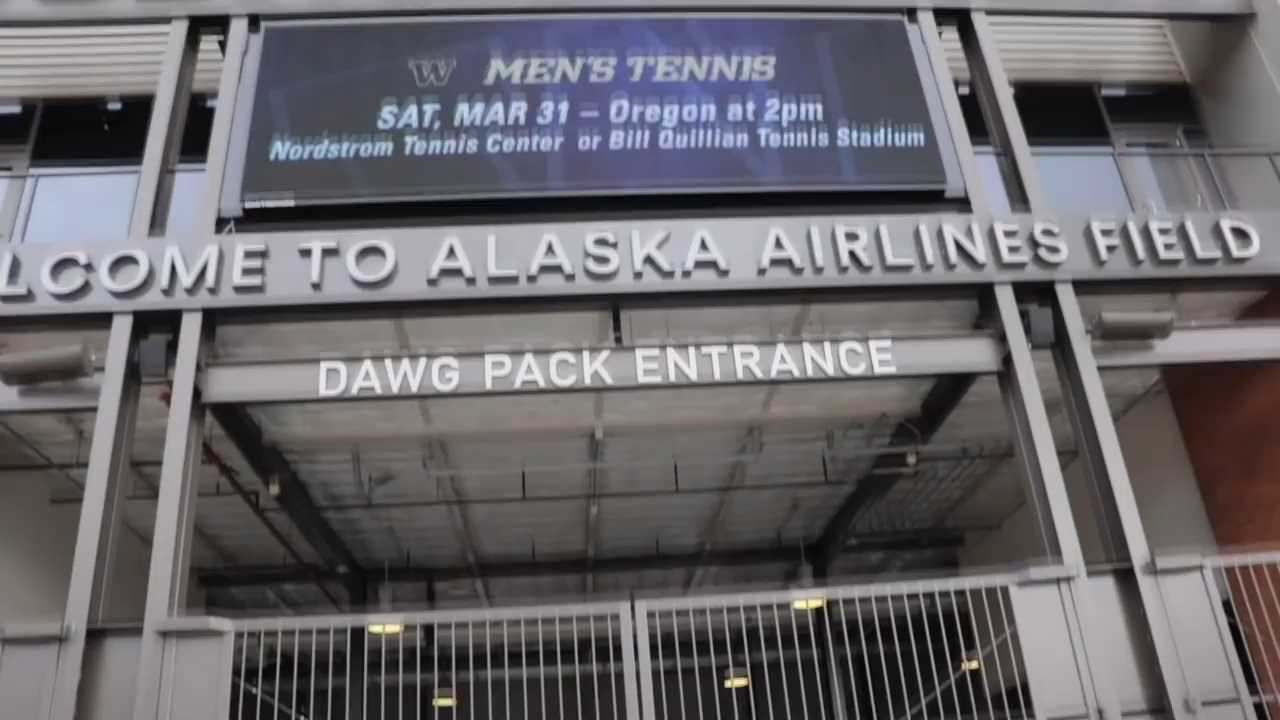 W MEN'S TENNIS
SAT, MAR 31 – Oregon at 2pm
Nordstrom Tennis Center or Bill Quillian Tennis Stadium
LCOME TO ALASKA AIRLINES FIELD
DAWG PACK ENTRANCE